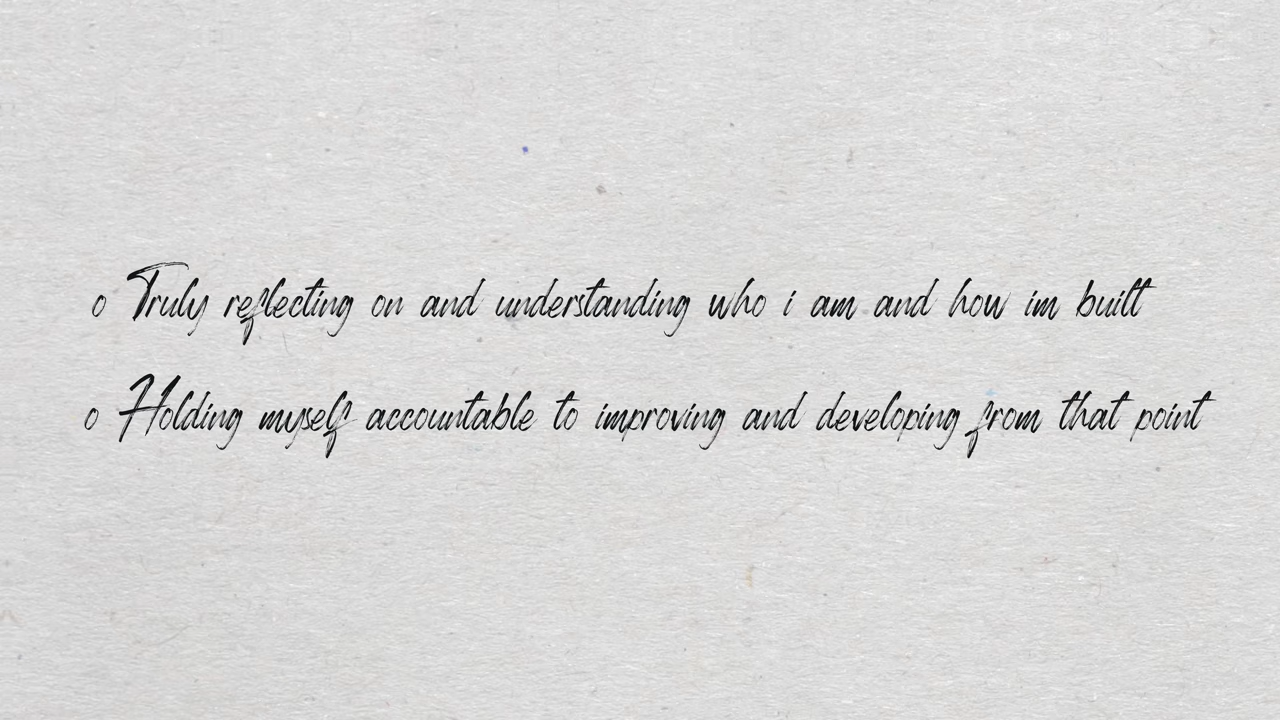 o Truly reflecting on and understanding who i am and how im built
o Holding myself accountable to improving and developing from that point